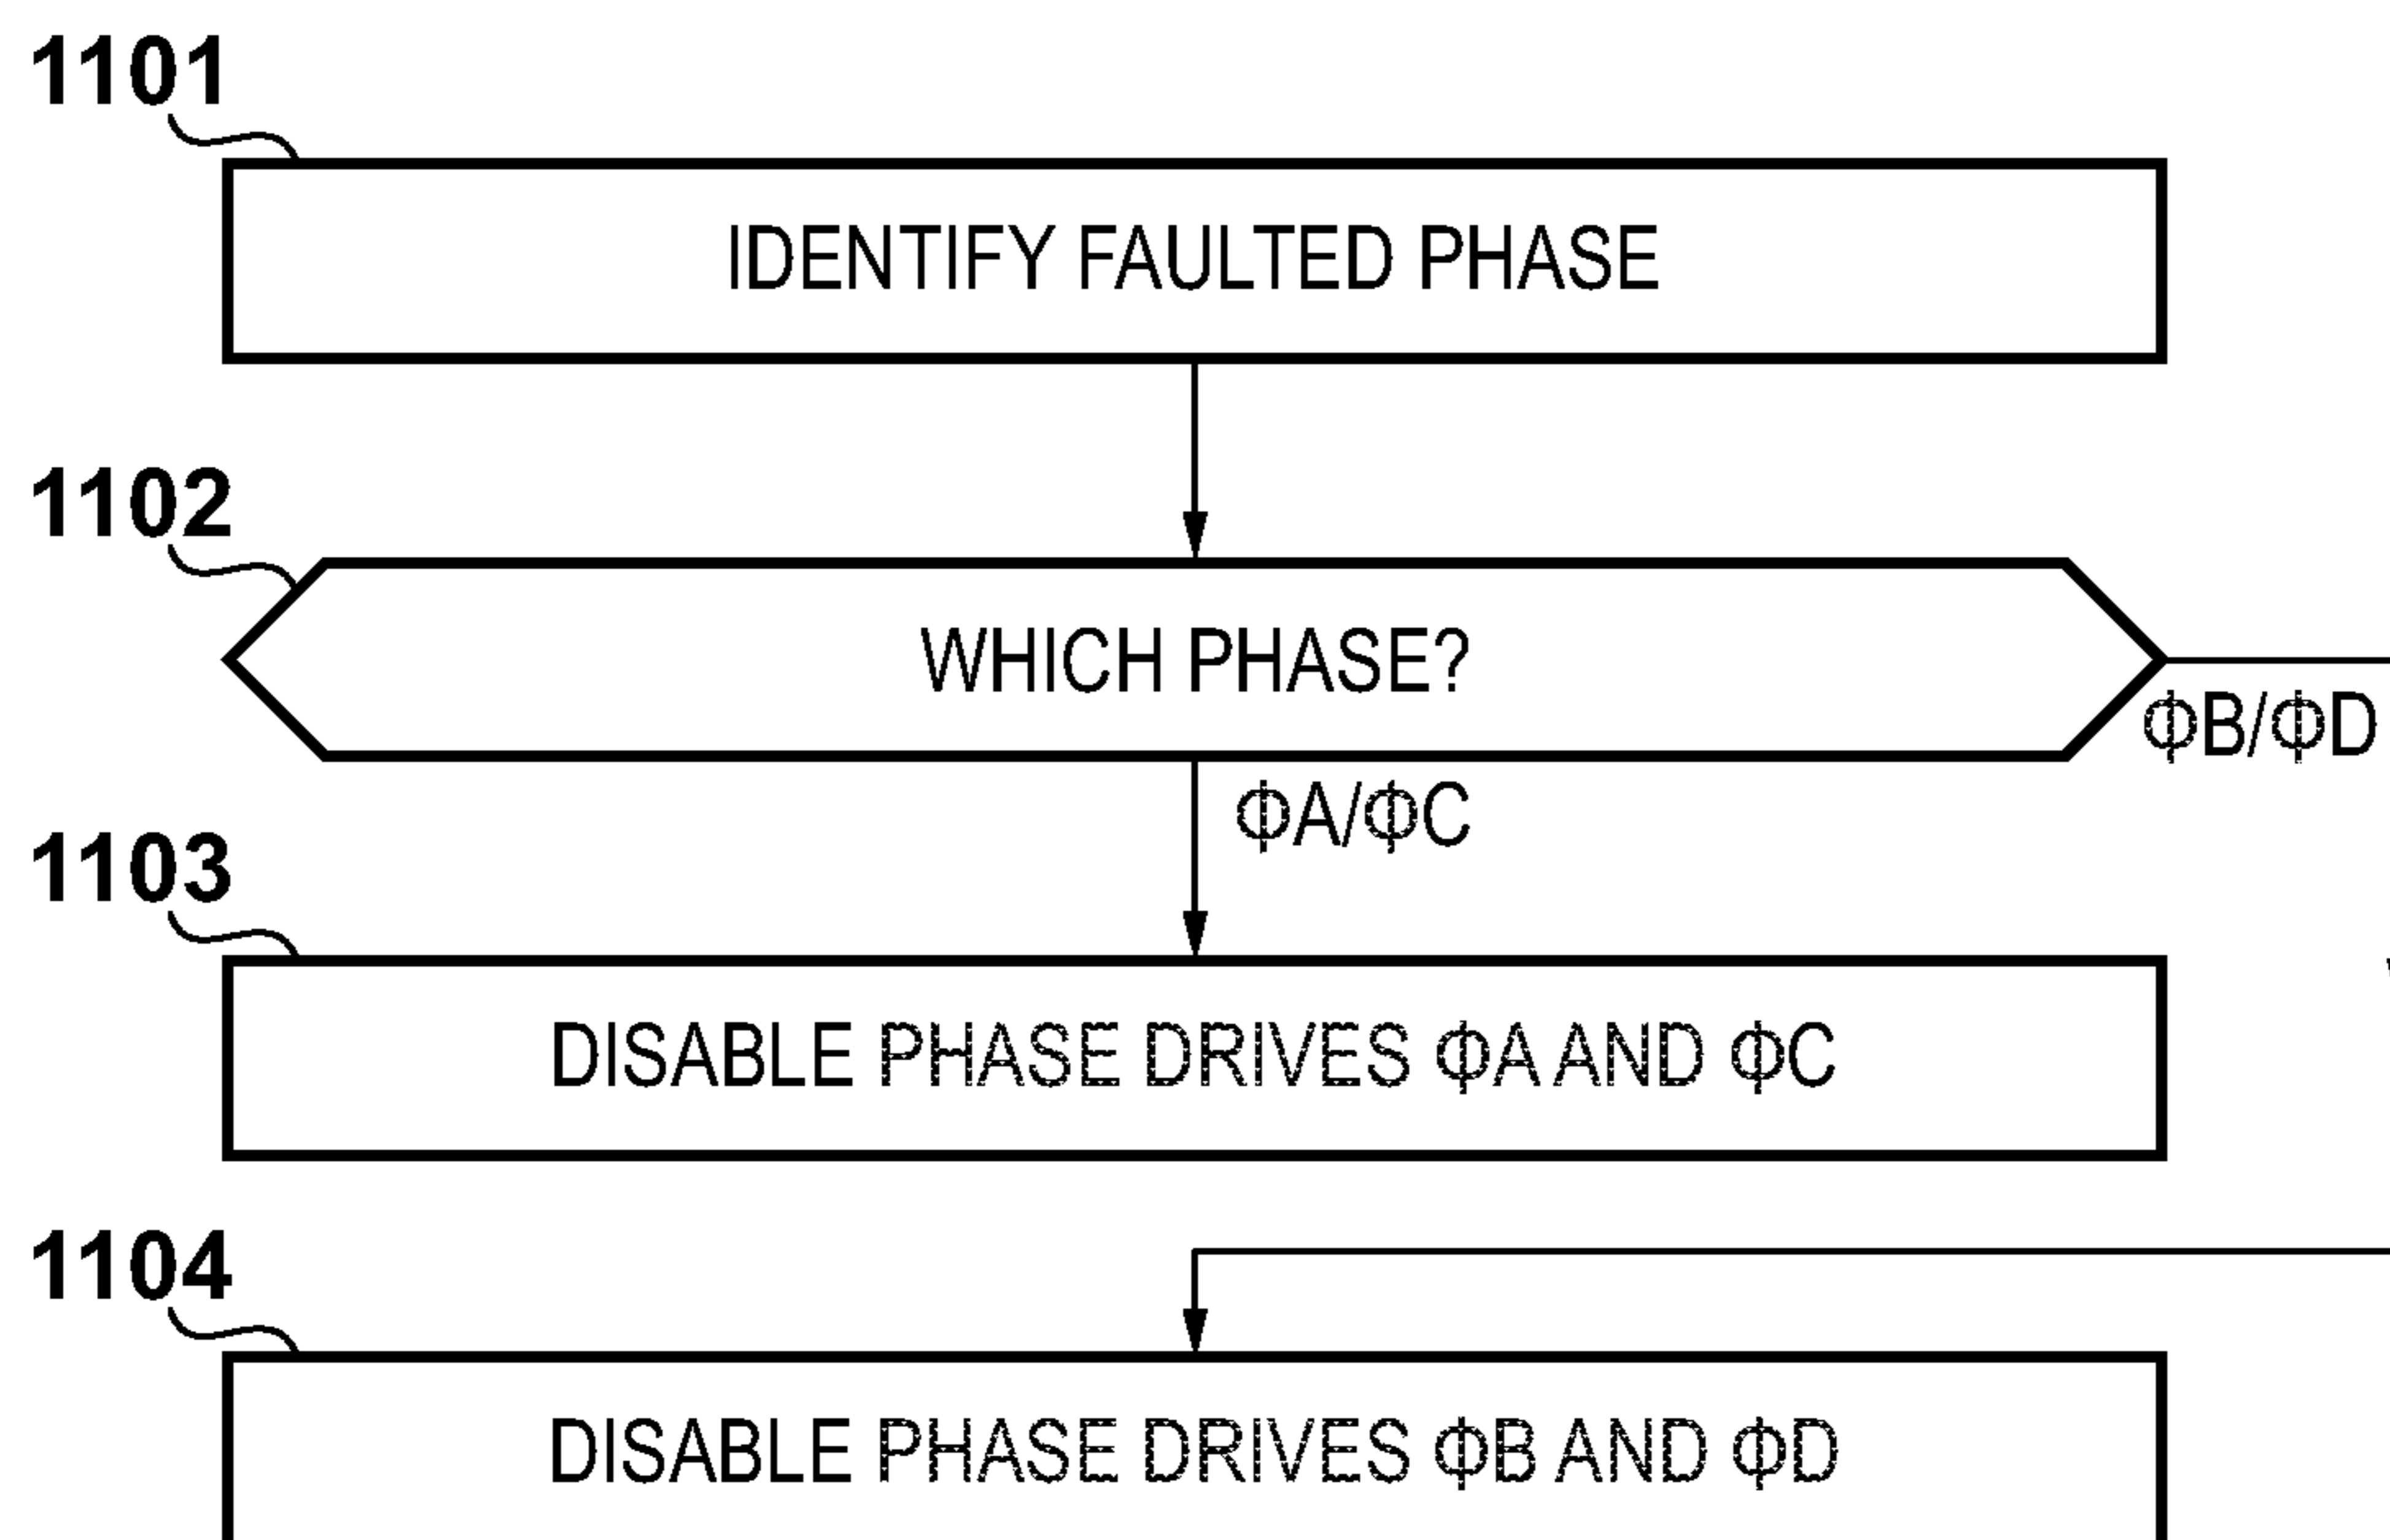 1101
IDENTIFY FAULTED PHASE
1102
WHICH PHASE?
ΦB/ΦD
ΦA/ΦC
1103
DISABLE PHASE DRIVES ΦA AND ΦC
1104
DISABLE PHASE DRIVES ΦB AND ΦD